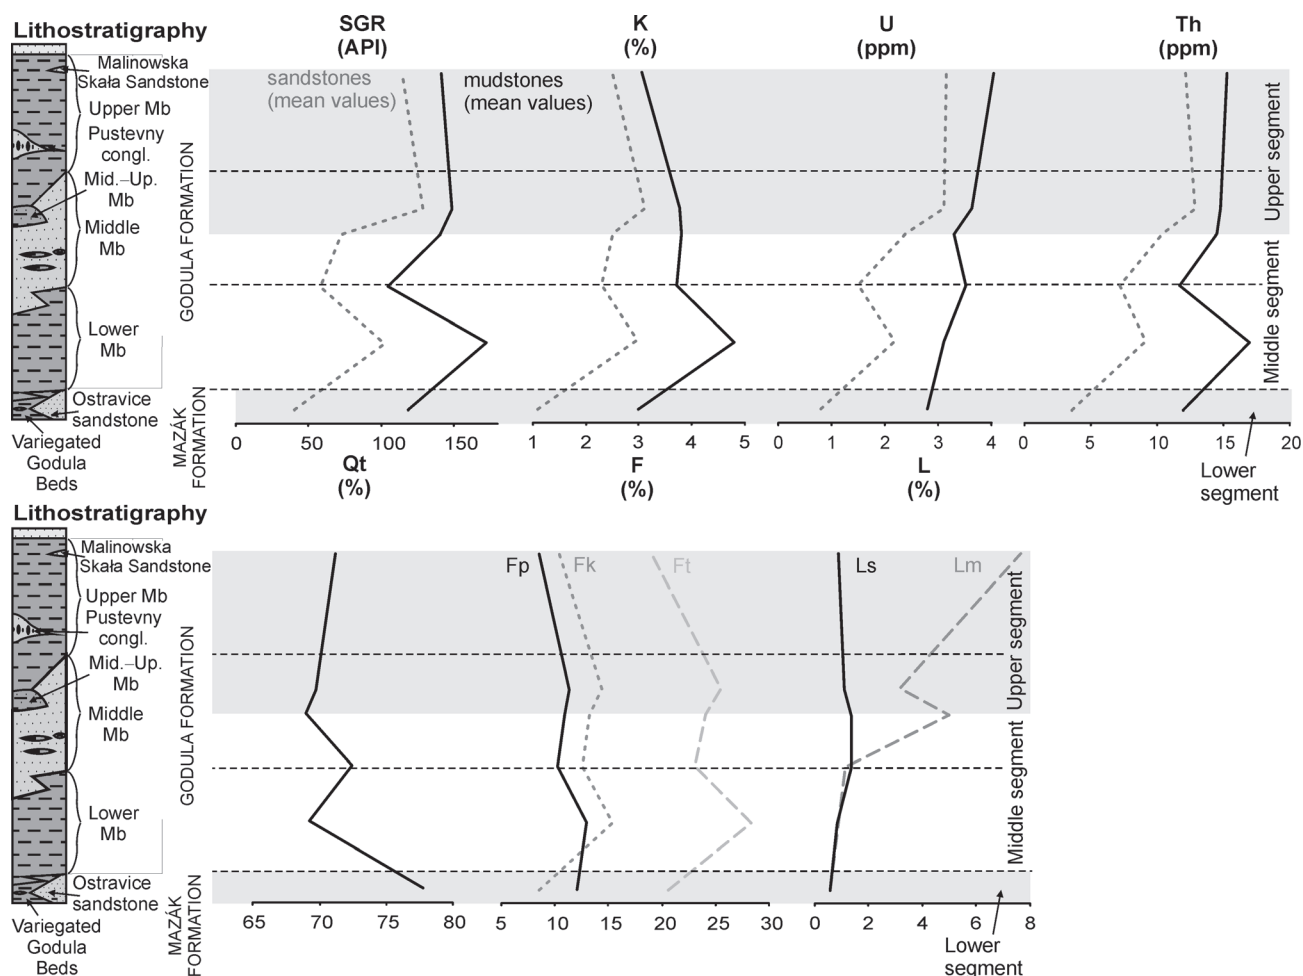 Lithostratigraphy
SGR
(API)
K
(%)
U
(ppm)
Th
(ppm)
Malinowska
Skała Sandstone
Upper Mb
Pustevny
congl.
Mid.–Up.
Mb
Middle
Mb
Lower
Mb
Ostravice
sandstone
Variegated
Godula
Beds
GODULA FORMATION
MAZÁK
FORMATION
sandstones
(mean values)
mudstones
(mean values)
Upper segment
Middle segment
Lower
segment
0 50 100 150
1 2 3 4 5
0 1 2 3 4
0 5 10 15 20
Qt
(%)
F
(%)
L
(%)
Lithostratigraphy
Malinowska
Skała Sandstone
Upper Mb
Pustevny
congl.
Mid.–Up.
Mb
Middle
Mb
Lower
Mb
Ostravice
sandstone
Variegated
Godula
Beds
GODULA FORMATION
MAZÁK
FORMATION
Fp Fk Ft
Ls Lm
Upper segment
Middle segment
Lower
segment
65 70 75 80
5 10 15 20 25 30
0 2 4 6 8